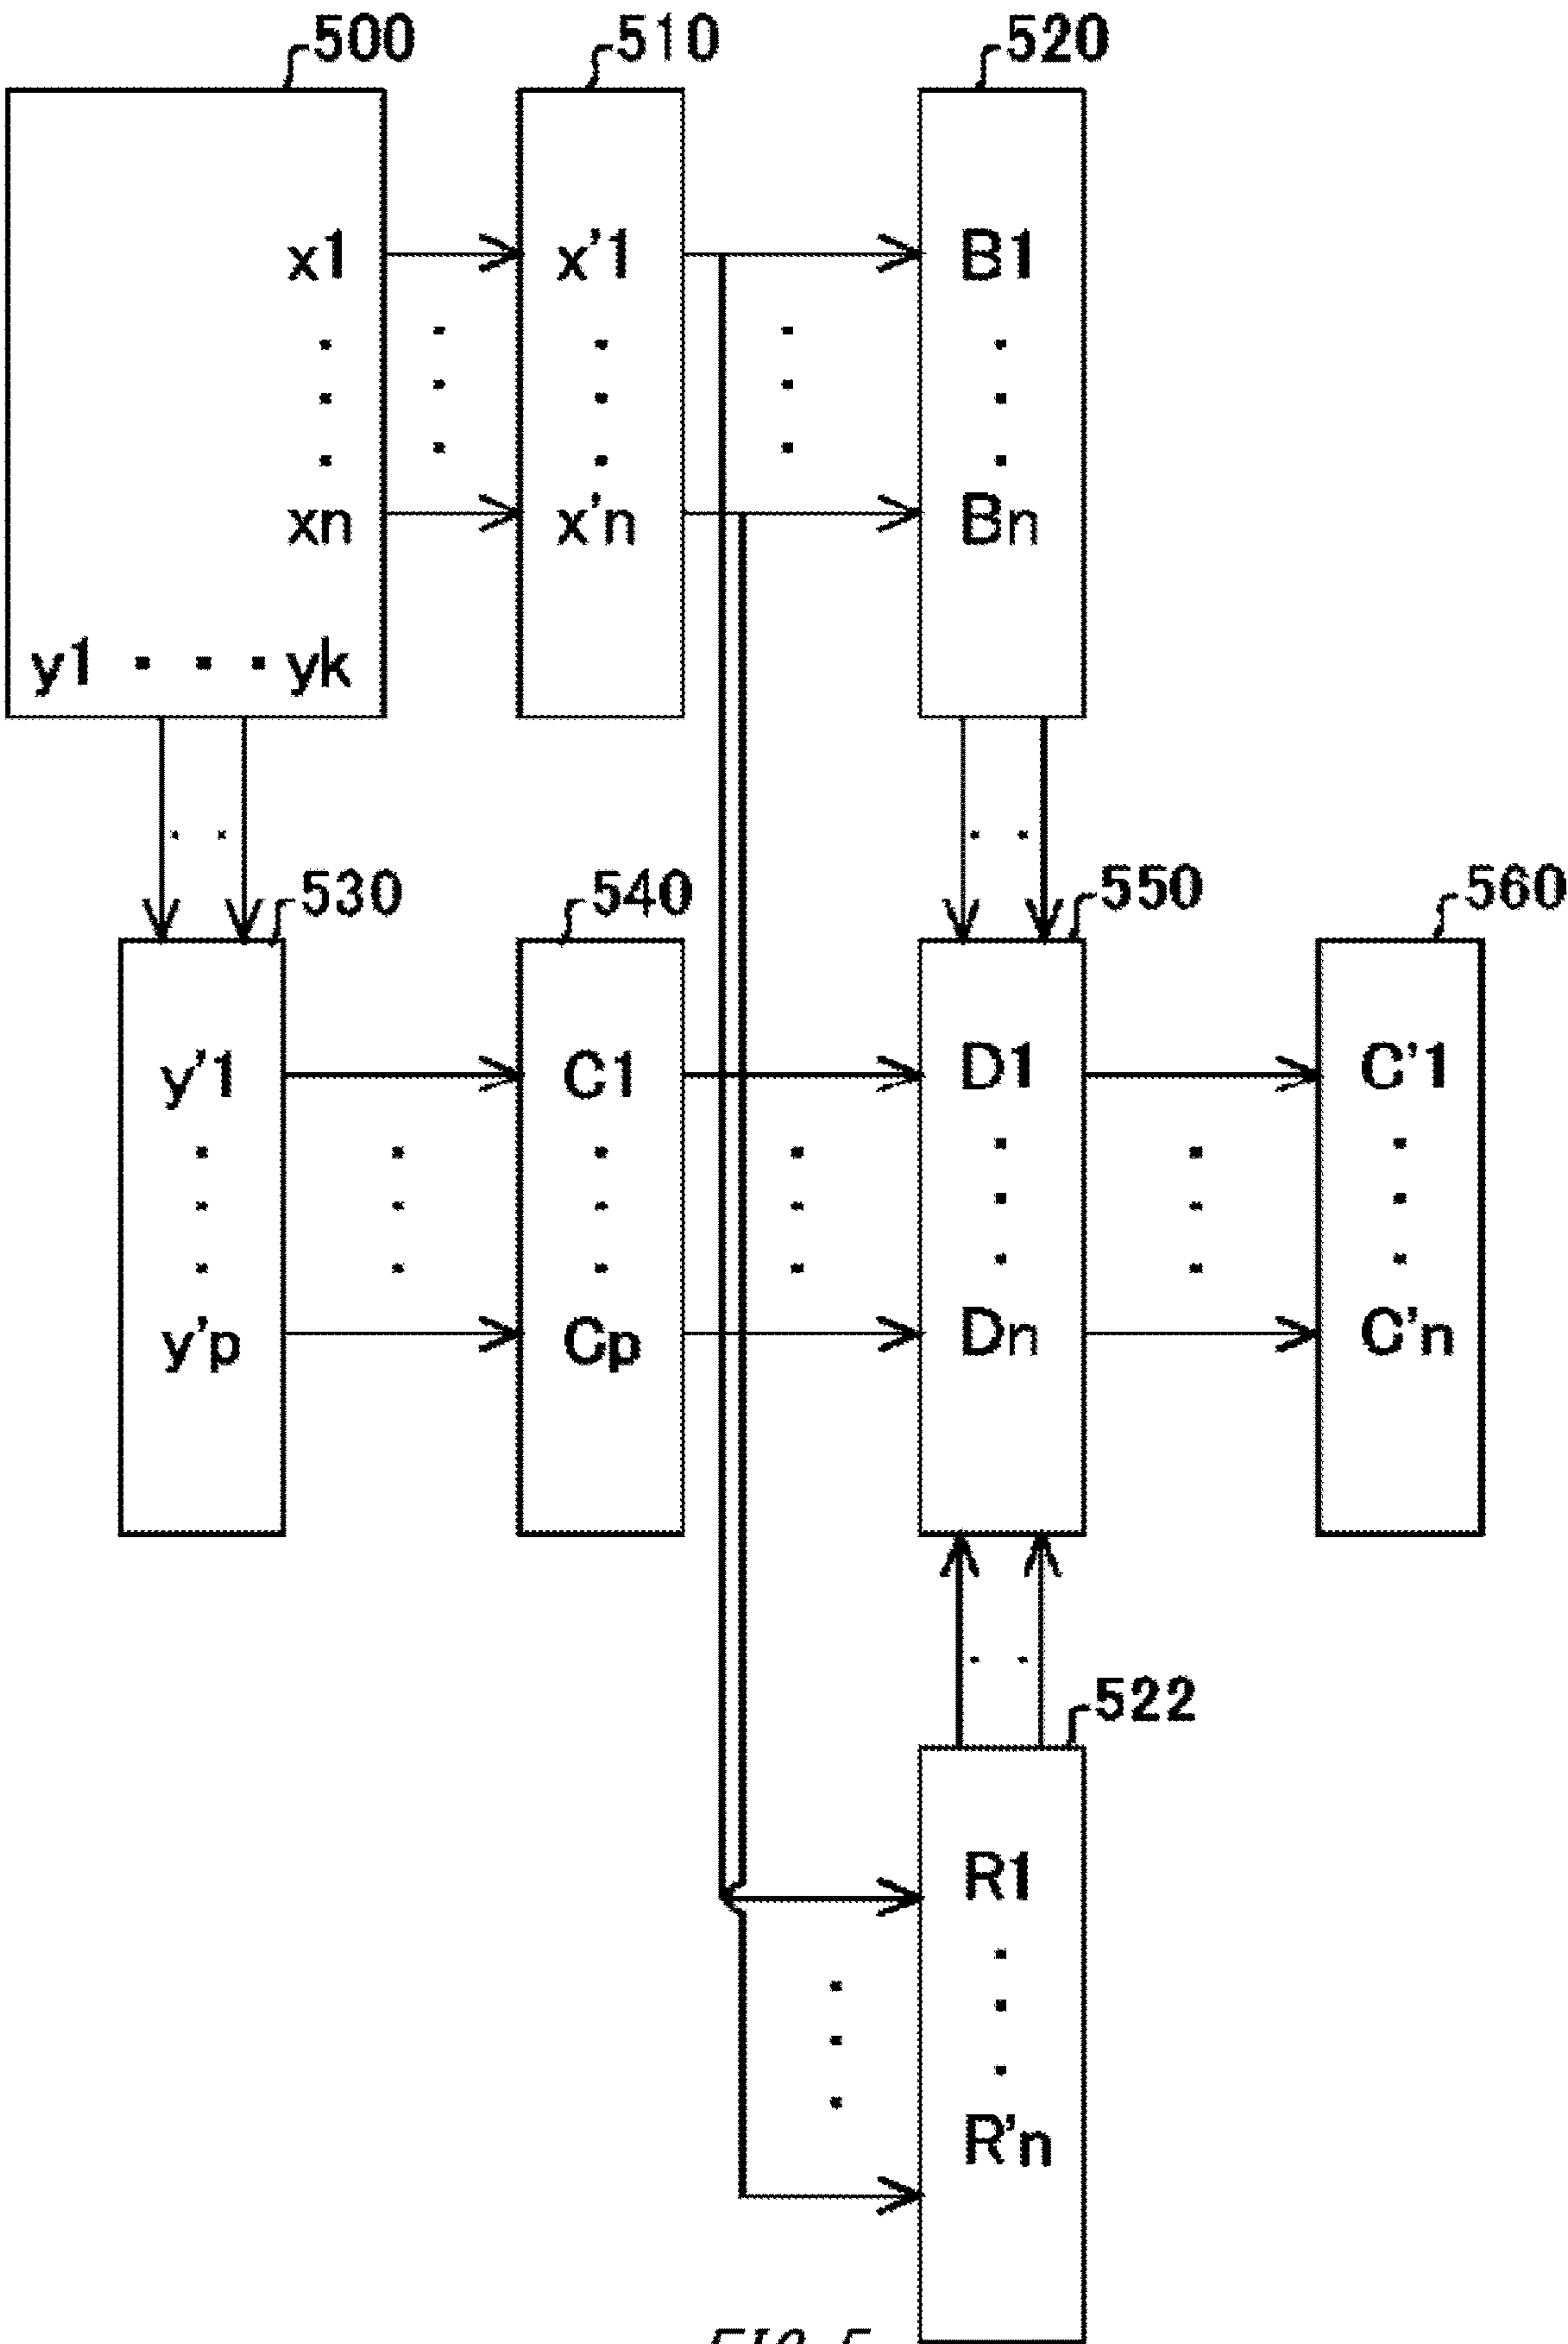 500
510
520
x1
x'1
B1
xn
x'n
Bn
y1 . . . yk
530
540
550
560
y'1
C1
D1
C'1
y'p
Cp
Dn
C'n
522
R1
R'n